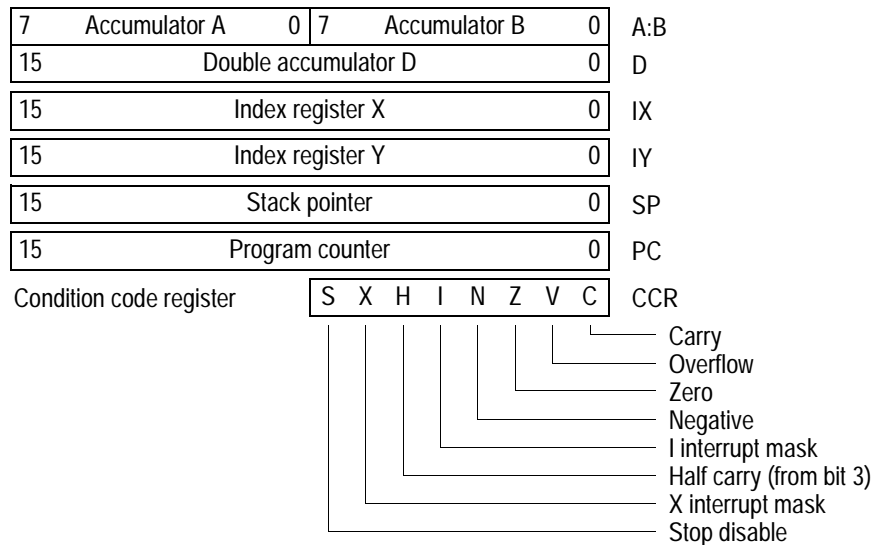 7 Accumulator A 0 7 Accumulator B 0 A:B
15 Double accumulator D 0 D
15 Index register X 0 IX
15 Index register Y 0 IY
15 Stack pointer 0 SP
15 Program counter 0 PC
Condition code register S X H I N Z V C CCR
Carry
Overflow
Zero
Negative
I interrupt mask
Half carry (from bit 3)
X interrupt mask
Stop disable